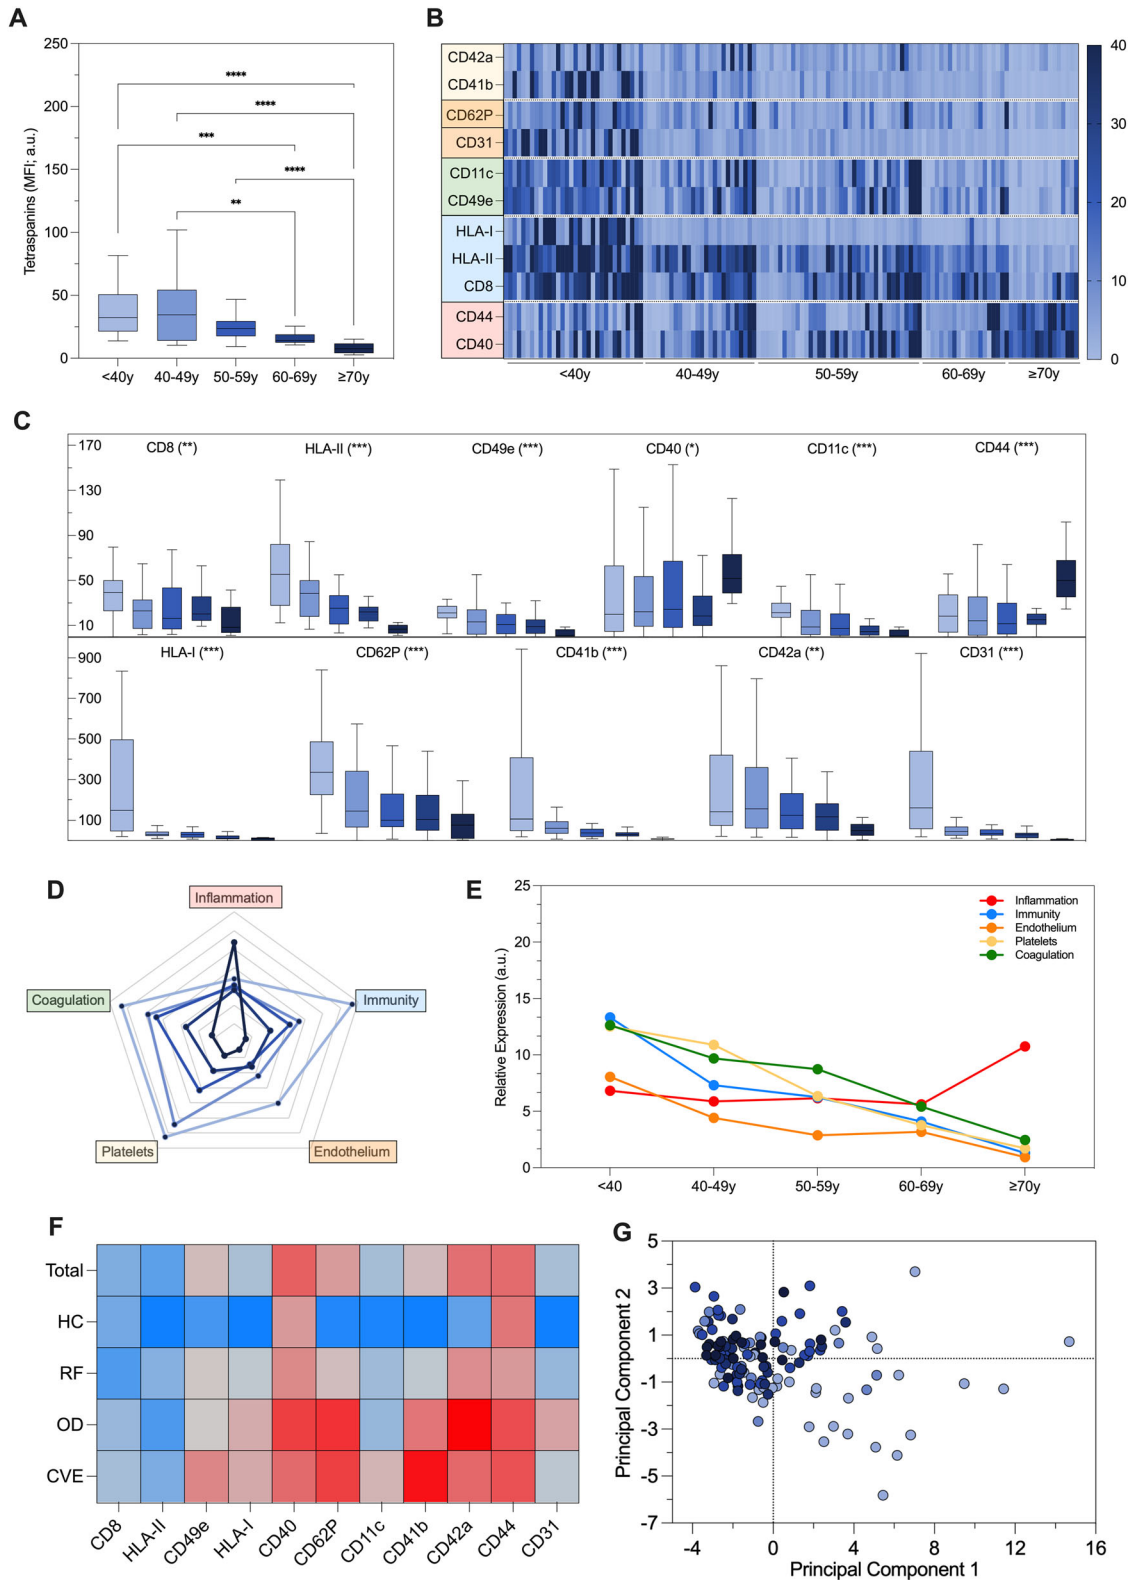 A
250
200
150
100
50
0
Tetraspanins (MFI; a.u.)
****
****
***
****
**
<40y
40-49y
50-59y
60-69y
≥70y
B
CD42a
CD41b
CD62P
CD31
CD11c
CD49e
HLA-I
HLA-II
CD8
CD44
CD40
<40y
40-49y
50-59y
60-69y
≥70y
40
30
20
10
0
C
170
130
90
50
10
CD8 (**)
HLA-II (***)
CD49e (***)
CD40 (*)
CD11c (***)
CD44 (***)
900
700
500
300
100
HLA-I (***)
CD62P (***)
CD41b (***)
CD42a (**)
CD31 (***)
D
Inflammation
Coagulation
Immunity
Platelets
Endothelium
E
25
20
15
10
5
0
Relative Expression (a.u.)
Inflammation
Immunity
Endothelium
Platelets
Coagulation
<40
40-49y
50-59y
60-69y
≥70y
F
Total
HC
RF
OD
CVE
CD8
HLA-II
CD49e
HLA-I
CD40
CD62P
CD11c
CD41b
CD42a
CD44
CD31
G
5
3
1
-1
-3
-5
-7
Principal Component 2
-4
0
4
8
12
16
Principal Component 1